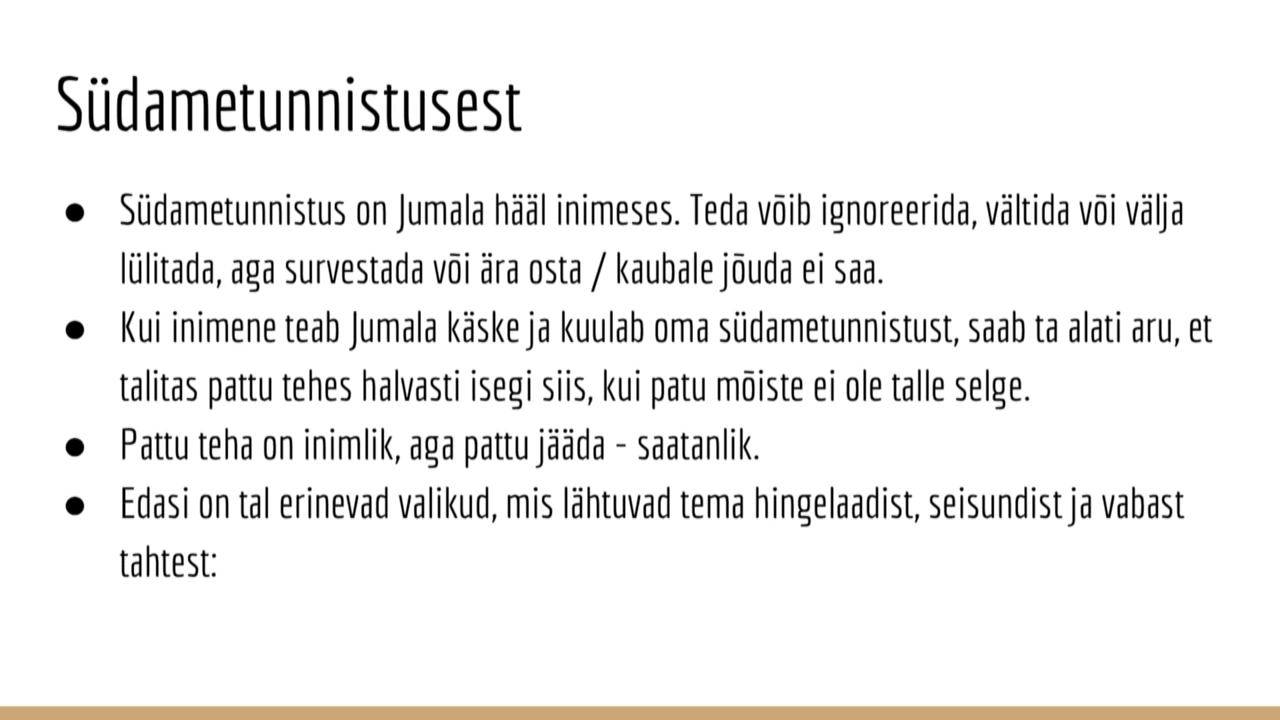 Südametunnistusest
● Südametunnistus on Jumala hääl inimeses. Teda võib ignoreerida, vältida või välja
lülitada, aga survestada või ära osta / kaubale jõuda ei saa.
● Kui inimene teab Jumala käske ja kuulab oma südametunnistust, saab ta alati aru, et
talitas pattu tehes halvasti isegi siis, kui patu mõiste ei ole talle selge.
● Pattu teha on inimlik, aga pattu jääda - saatanlik.
● Edasi on tal erinevad valikud, mis lähtuvad tema hingelaadist, seisundist ja vabast
tahtest: